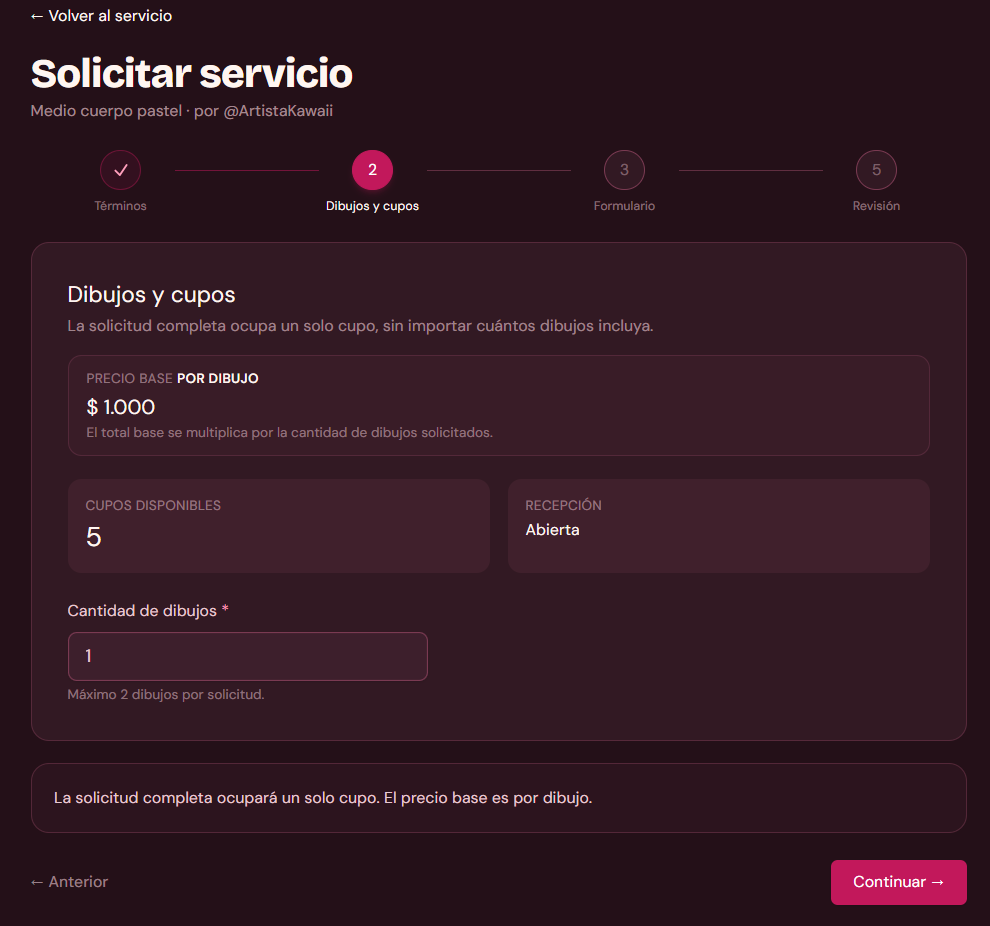 ← Volver al servicio
Solicitar servicio
Medio cuerpo pastel · por @ArtistaKawaii
2
3
5
Términos
Dibujos y cupos
Formulario
Revisión
Dibujos y cupos
La solicitud completa ocupa un solo cupo, sin importar cuántos dibujos incluya.
PRECIO BASE POR DIBUJO
$ 1.000
El total base se multiplica por la cantidad de dibujos solicitados.
CUPOS DISPONIBLES
5
RECEPCIÓN
Abierta
Cantidad de dibujos *
1
Máximo 2 dibujos por solicitud.
La solicitud completa ocupará un solo cupo. El precio base es por dibujo.
← Anterior
Continuar →